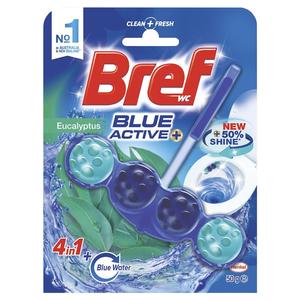 CLEAN + FRESH
No1
IN AUSTRALIA
& NEW ZEALAND
Bref
WC
Eucalyptus
BLUE
ACTIVE+
NEW
+50%
SHINE*
4in1+
Blue Water
Henkel
50g e